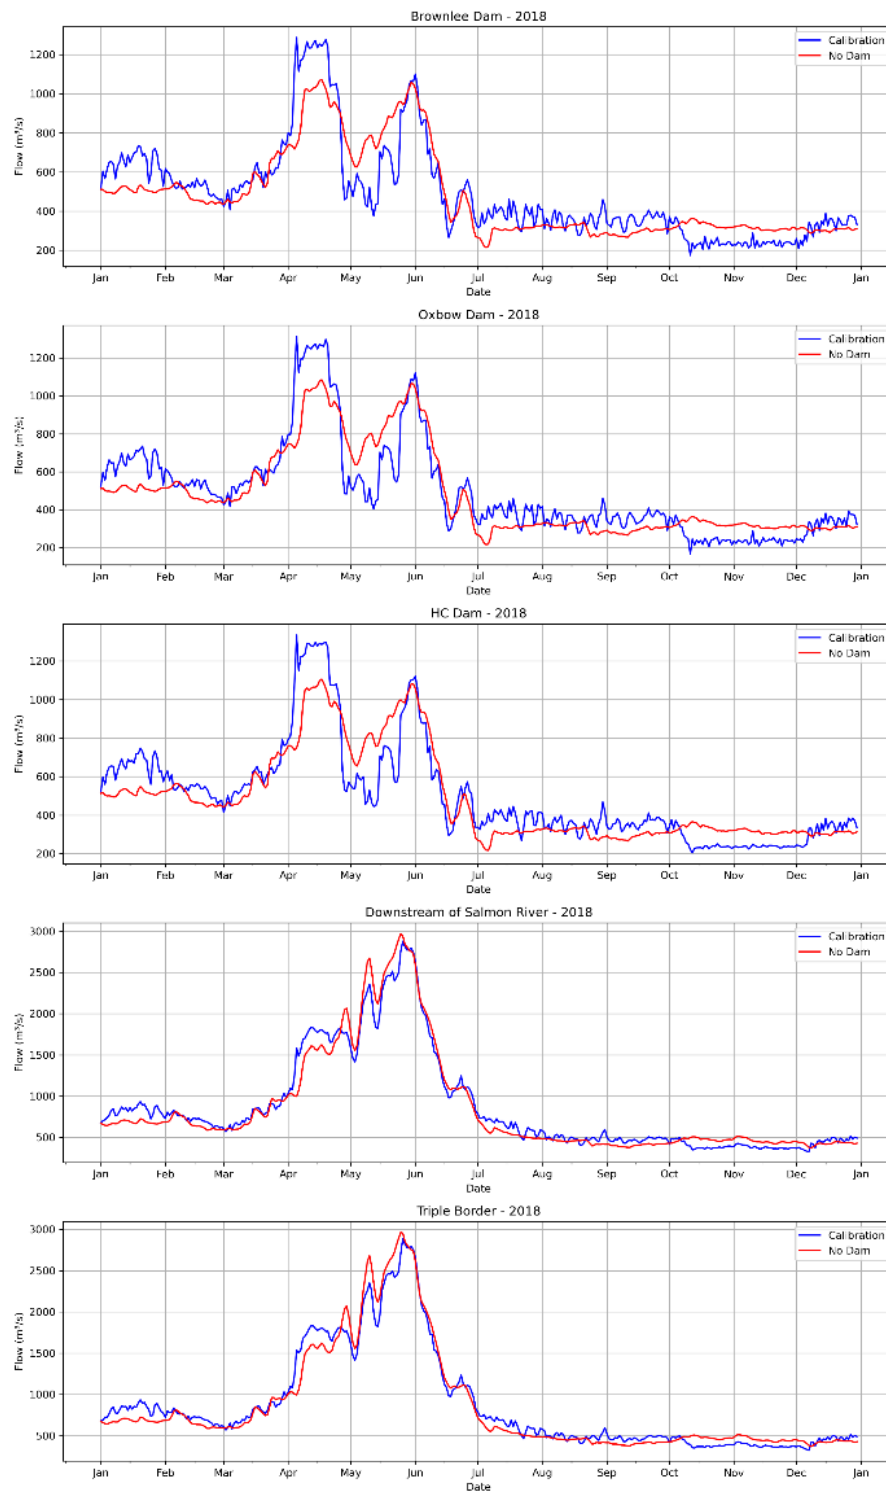 Brownlee Dam - 2018
Calibration
No Dam
1200
1000
800
600
400
200
Flow (m³/s)
Jan Feb Mar Apr May Jun Jul Aug Sep Oct Nov Dec Jan
Date
Oxbow Dam - 2018
Calibration
No Dam
1200
1000
800
600
400
200
Flow (m³/s)
Jan Feb Mar Apr May Jun Jul Aug Sep Oct Nov Dec Jan
Date
HC Dam - 2018
Calibration
No Dam
1200
1000
800
600
400
200
Flow (m³/s)
Jan Feb Mar Apr May Jun Jul Aug Sep Oct Nov Dec Jan
Date
Downstream of Salmon River - 2018
Calibration
No Dam
3000
2500
2000
1500
1000
500
Flow (m³/s)
Jan Feb Mar Apr May Jun Jul Aug Sep Oct Nov Dec Jan
Date
Triple Border - 2018
Calibration
No Dam
3000
2500
2000
1500
1000
500
Flow (m³/s)
Jan Feb Mar Apr May Jun Jul Aug Sep Oct Nov Dec Jan
Date